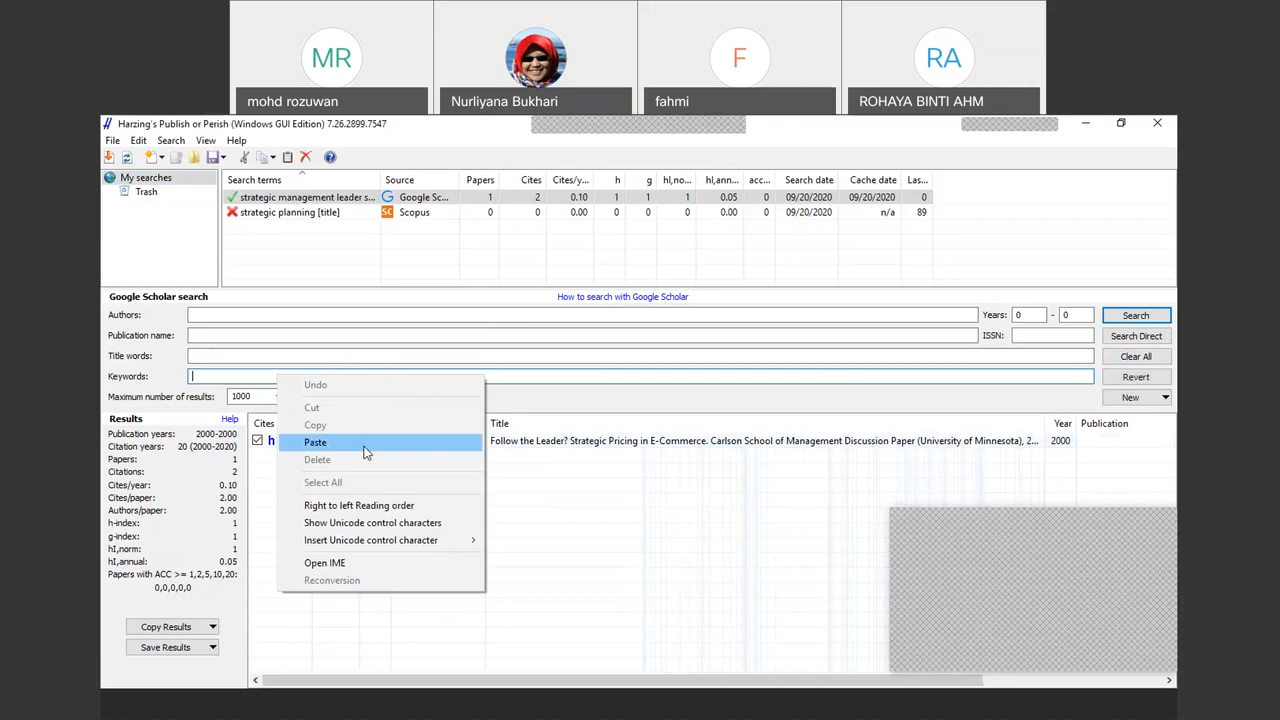 MR
F
RA
mohd rozuwan
Nurliyana Bukhari
fahmi
ROHAYA BINTI AHM
Harzing's Publish or Perish (Windows GUI Edition) 7.26.2899.7547
File Edit Search View Help
My searches
Trash
Search terms Source Papers Cites Cites/y... h g hI,no... hI,ann... acc... Search date Cache date Las...
strategic management leader s... Google Sc... 1 2 0.10 1 1 1 0.05 0 09/20/2020 09/20/2020 0
strategic planning [title] SC Scopus 0 0 0.00 0 0 0 0.00 0 09/20/2020 n/a 89
Google Scholar search How to search with Google Scholar
Authors: Years: 0 - 0 Search
Publication name: ISSN: Search Direct
Title words: Clear All
Keywords: Revert
Maximum number of results: 1000 New
Undo
Cut
Copy
Paste
Delete
Select All
Right to left Reading order
Show Unicode control characters
Insert Unicode control character
Open IME
Reconversion
Results Help
Publication years: 2000-2000
Citation years: 20 (2000-2020)
Papers: 1
Citations: 2
Cites/year: 0.10
Cites/paper: 2.00
Authors/paper: 2.00
h-index: 1
g-index: 1
hI,norm: 1
hI,annual: 0.05
Papers with ACC >= 1,2,5,10,20:
0,0,0,0,0
Copy Results
Save Results
Cites Title Year Publication
h Follow the Leader? Strategic Pricing in E-Commerce. Carlson School of Management Discussion Paper (University of Minnesota), 2... 2000